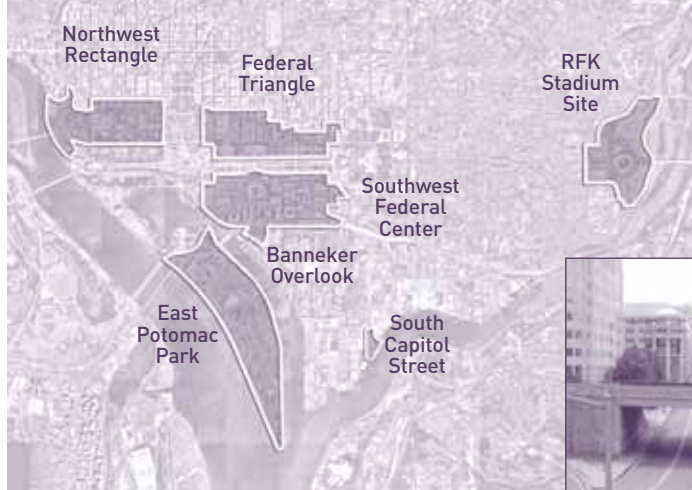 Northwest
Rectangle
Federal
Triangle
RFK
Stadium
Site
Southwest
Federal
Center
Banneker
Overlook
East
Potomac
Park
South
Capitol
Street